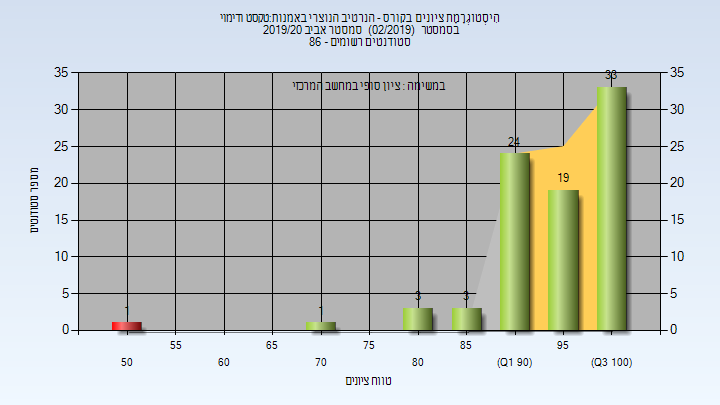 היסטוגרמת ציונים בקורס - הנרטיב הנוצרי באמנות:טקסט ודימוי
בסמסטר (02/2019) סמסטר אביב 2019/20
סטודנטים רשומים - 86
במשימה : ציון סופי במחשב המרכזי
35 35
33
30 30
25 25
24
20 20
19
15 15
10 10
5 5
1 1 3 3
0 0
מספר סטודנטים
55 65 75 85 95
50 60 70 80 (Q1 90) (Q3 100)
טווח ציונים